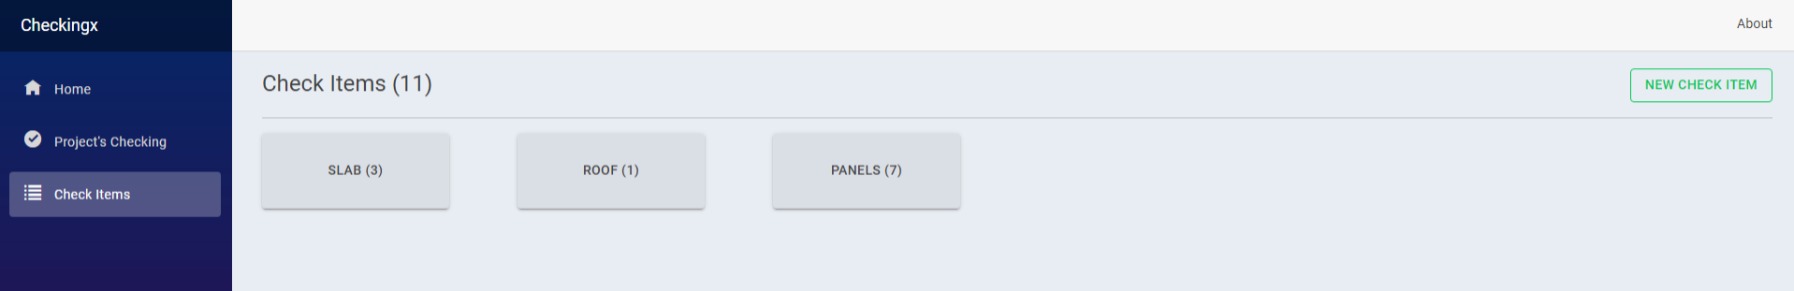 Checkingx
About
Home
Project's Checking
Check Items
Check Items (11)
NEW CHECK ITEM
SLAB (3)
ROOF (1)
PANELS (7)